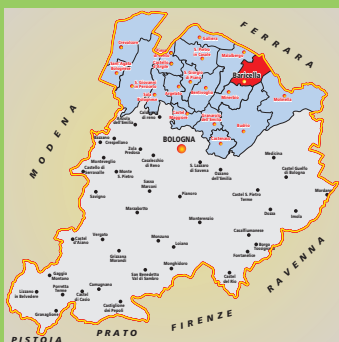 FERRARA
MODENA
RAVENNA
FIRENZE
PRATO
PISTOIA
Crevalcore
Galliera
S. Pietro
in Casale
Malalbergo
Baricella
Sant'Agata
Bolognese
S. Giovanni
in Persiceto
S. Giorgio
di Piano
Bentivoglio
Minerbio
Molinella
Argelato
Sala
Bolognese
Castel
Maggiore
Granarolo
dell'Emilia
Budrio
Castenaso
Anzola
dell'Emilia
Calderara
di Reno
BOLOGNA
Bazzano
Crespellano
Zola
Predosa
Casalecchio
di Reno
S. Lazzaro
di Savena
Ozzano
dell'Emilia
Medicina
Castel Guelfo
di Bologna
Monteveglio
Castello di
Serravalle
Monte
S. Pietro
Sasso
Marconi
Pianoro
Castel S. Pietro
Terme
Mordano
Savigno
Marzabotto
Monterenzio
Dozza
Imola
Casalfiumanese
Castel
d'Aiano
Vergato
Monzuno
Loiano
Borgo
Tossignano
Fontanelice
Grizzana
Morandi
Monghidoro
Castel
del Rio
Gaggio
Montano
San Benedetto
Val di Sambro
Porretta
Terme
Camugnano
Lizzano
in Belvedere
Castel
di Casio
Castiglione
dei Pepoli
Granaglione